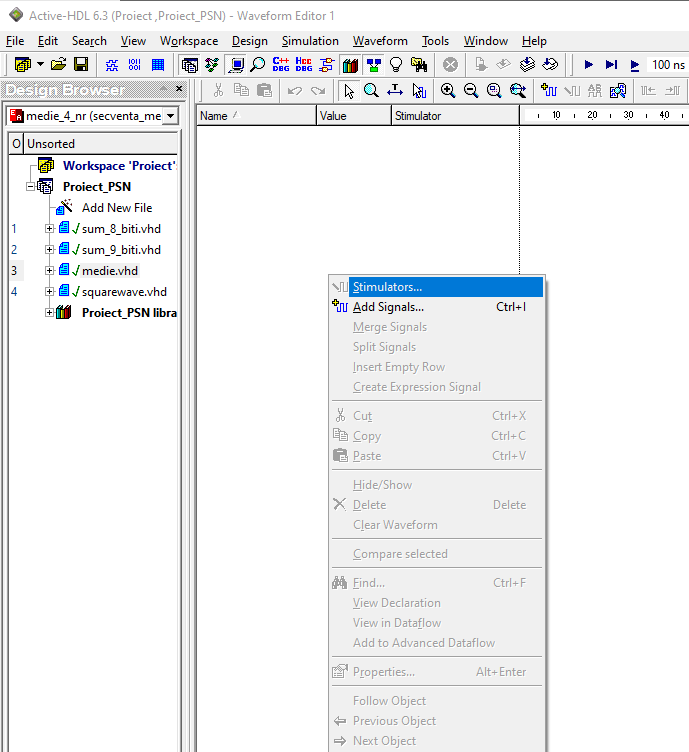 Active-HDL 6.3 (Proiect ,Proiect_PSN) - Waveform Editor 1
File Edit Search View Workspace Design Simulation Waveform Tools Window Help
C++ DBG HCC DBG 100 ns
Design Browser
medie_4_nr (secventa_me
Name Value Stimulator 10 20 30 40
O Unsorted
Workspace 'Proiect':
Proiect_PSN
Add New File
1 sum_8_biti.vhd
2 sum_9_biti.vhd
3 medie.vhd
4 squarewave.vhd
Proiect_PSN libra
Stimulators...
Add Signals... Ctrl+I
Merge Signals
Split Signals
Insert Empty Row
Create Expression Signal
Cut Ctrl+X
Copy Ctrl+C
Paste Ctrl+V
Hide/Show
Delete Delete
Clear Waveform
Compare selected
Find... Ctrl+F
View Declaration
View in Dataflow
Add to Advanced Dataflow
Properties... Alt+Enter
Follow Object
Previous Object
Next Object